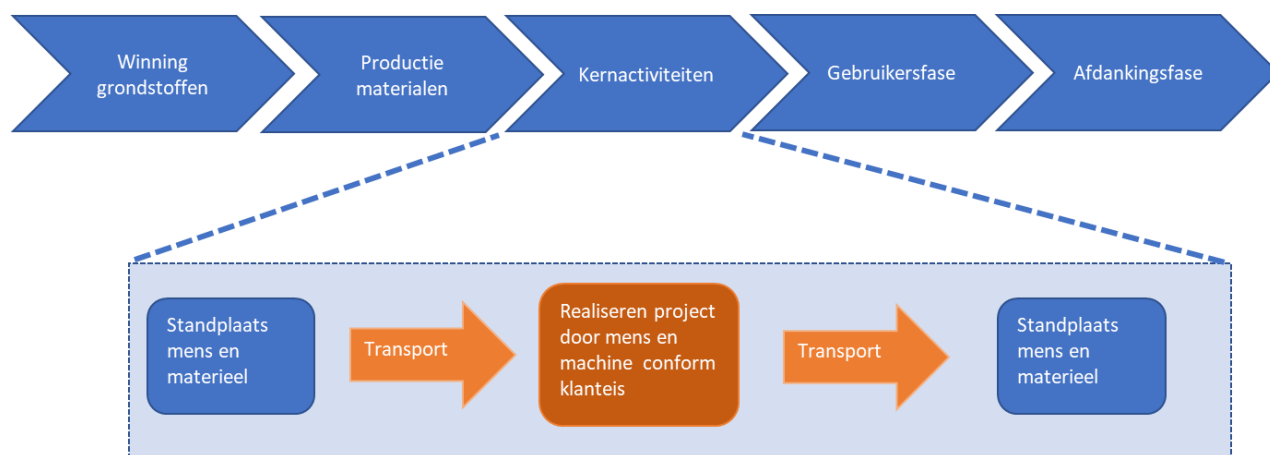 Winning
grondstoffen
Productie
materialen
Kernactiviteiten
Gebruikersfase
Afdankingsfase
Standplaats
mens en
materieel
Transport
Realiseren project
door mens en
machine conform
klanteis
Transport
Standplaats
mens en
materieel